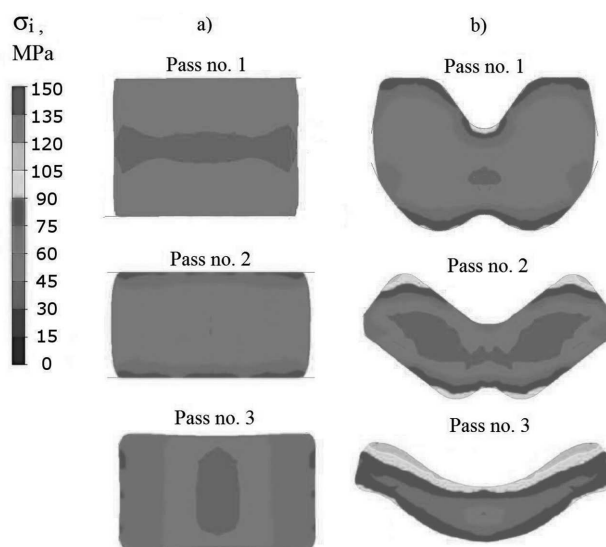 σi ,
MPa
a)
b)
Pass no. 1
Pass no. 1
150
135
120
105
90
75
60
45
30
15
0
Pass no. 2
Pass no. 2
Pass no. 3
Pass no. 3